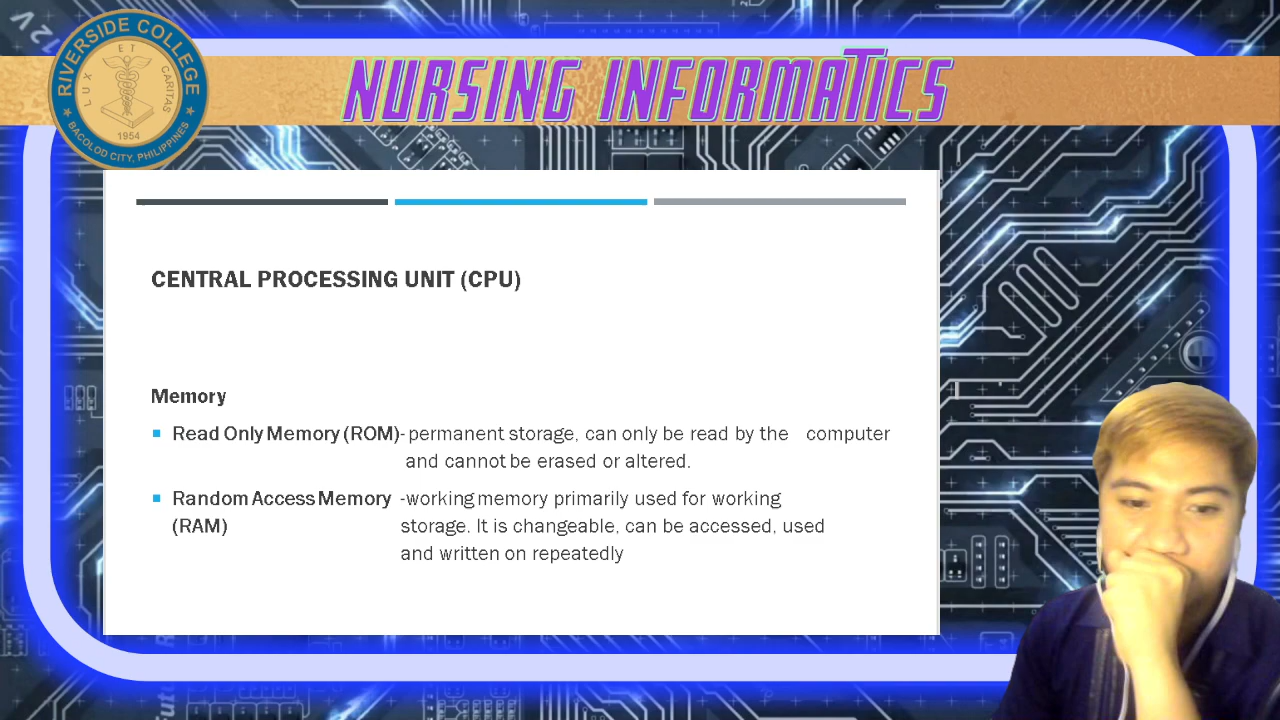 12V
RIVERSIDE COLLEGE
LUX ET CARITAS
1954
BACOLOD CITY, PHILIPPINES
NURSING INFORMATICS
CENTRAL PROCESSING UNIT (CPU)
Memory
Read Only Memory (ROM)- permanent storage, can only be read by the computer
and cannot be erased or altered.
Random Access Memory -working memory primarily used for working
(RAM) storage. It is changeable, can be accessed, used
and written on repeatedly